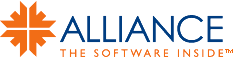 ALLIANCE
THE SOFTWARE INSIDE™